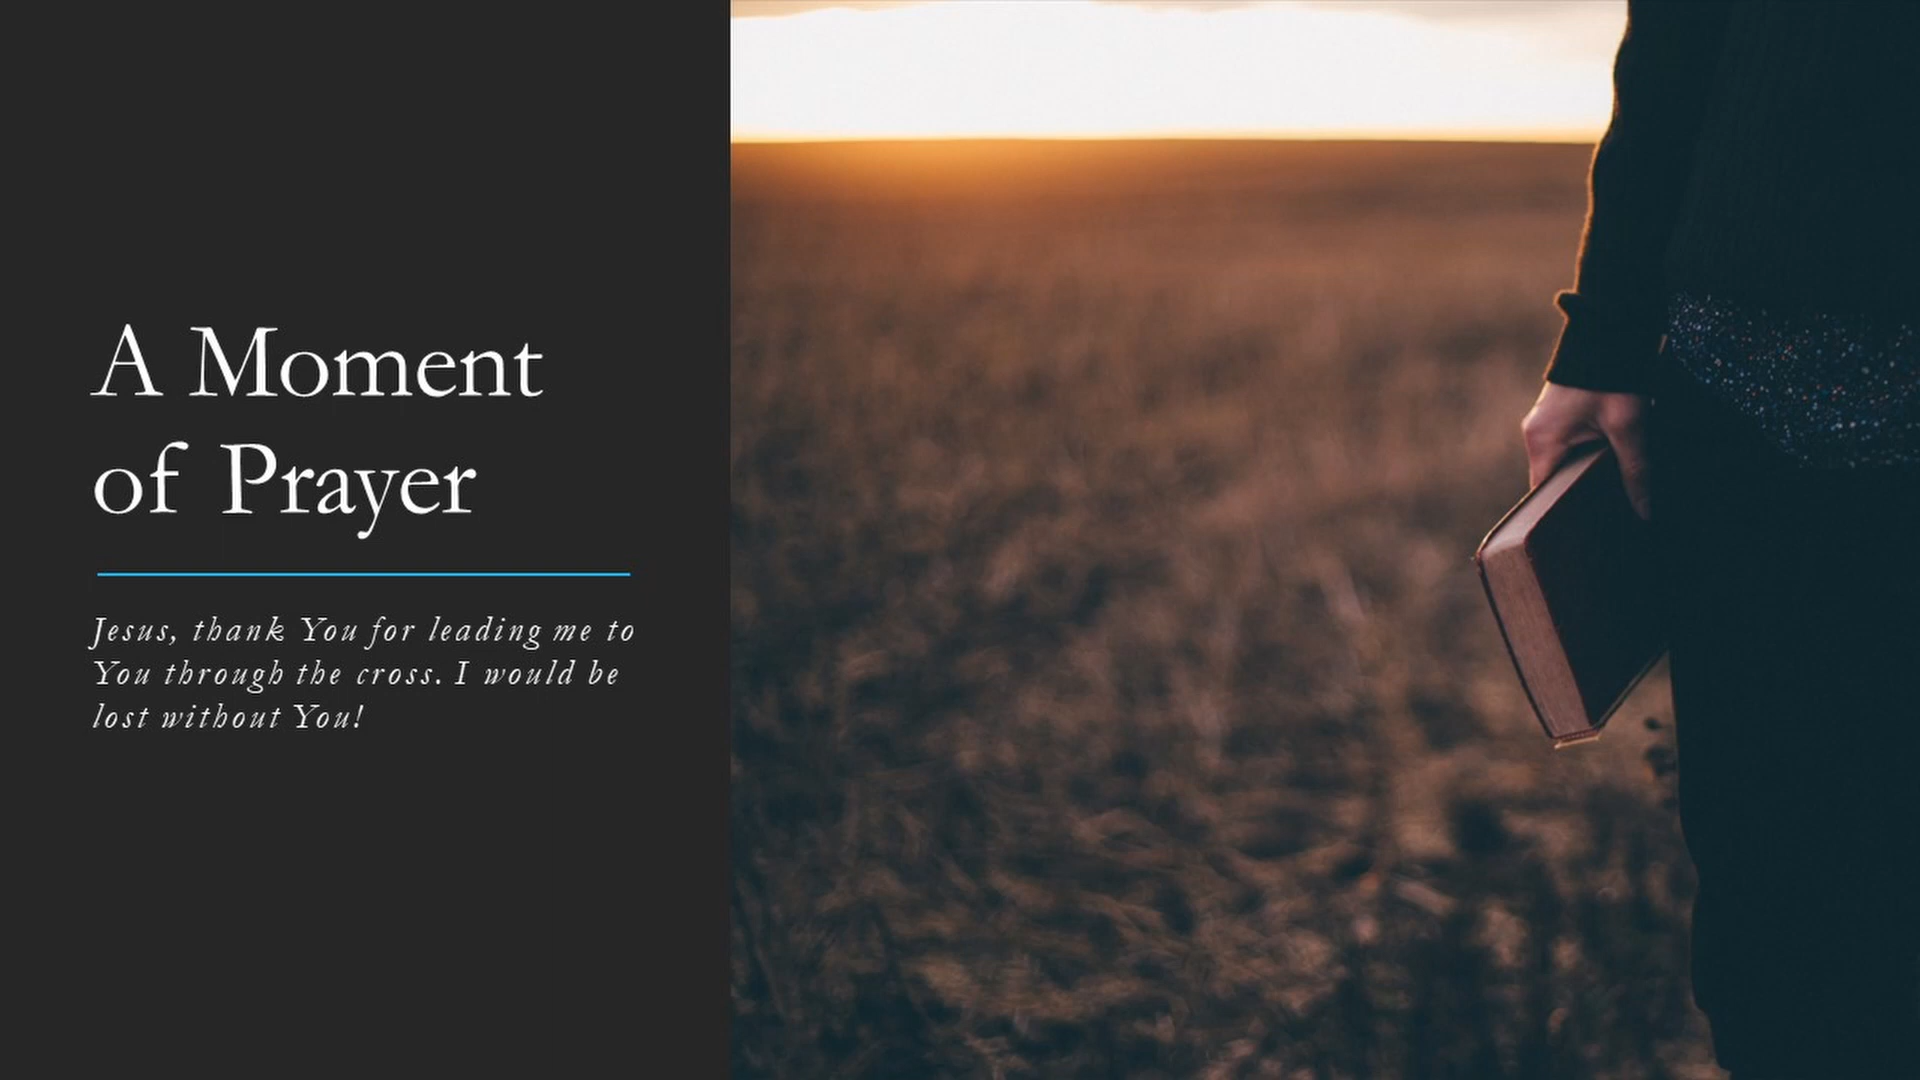 A Moment
of Prayer
Jesus, thank You for leading me to
You through the cross. I would be
lost without You!